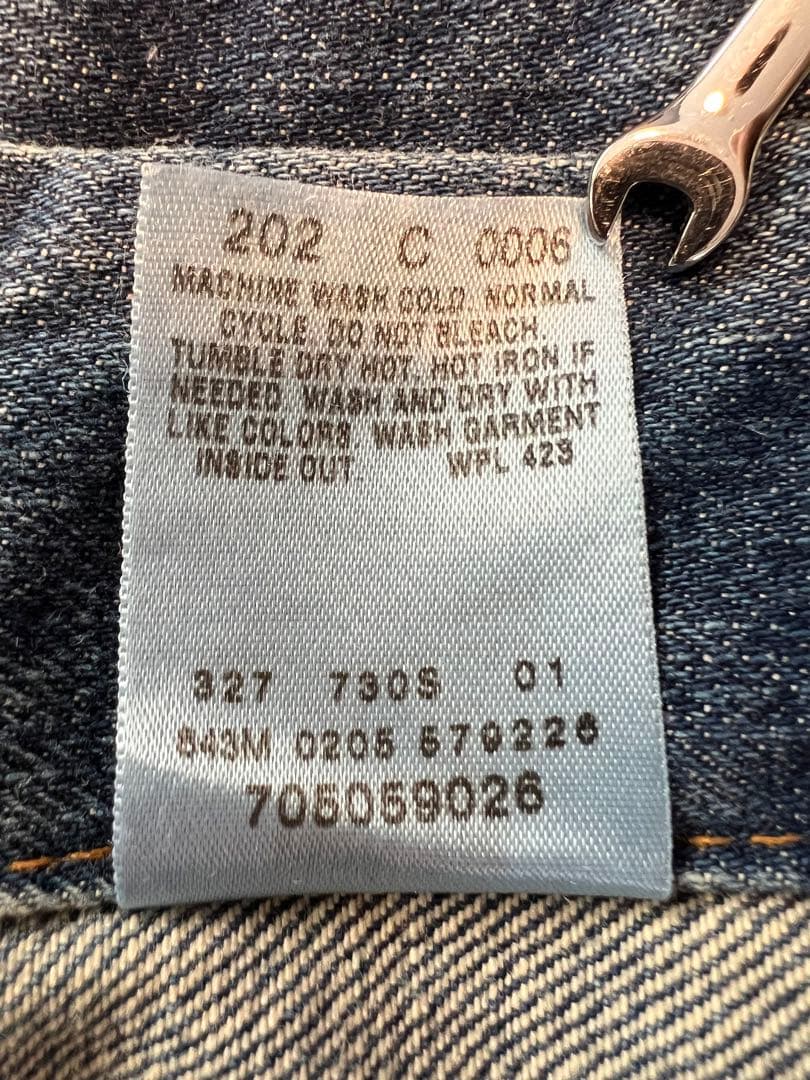 202 C 0006
MACHINE WASH COLD. NORMAL
CYCLE. DO NOT BLEACH.
TUMBLE DRY HOT. HOT IRON IF
NEEDED. WASH AND DRY WITH
LIKE COLORS. WASH GARMENT
INSIDE OUT. WPL 423
327 730S 01
543M 0205 579226
705059026